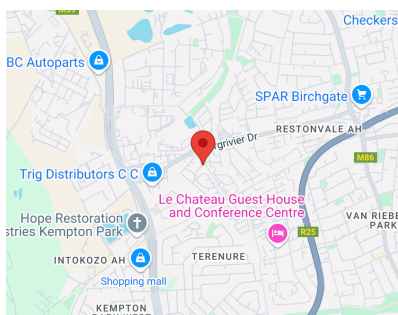 Checkers
BC Autoparts
SPAR Birchgate
RESTONVALE AH
rgrivier Dr
M86
Trig Distributors C C
Le Chateau Guest House
and Conference Centre
Hope Restoration
stries Kempton Park
VAN RIEBE
PARK
R25
INTOKOZO AH
TERENURE
Shopping mall
KEMPTON